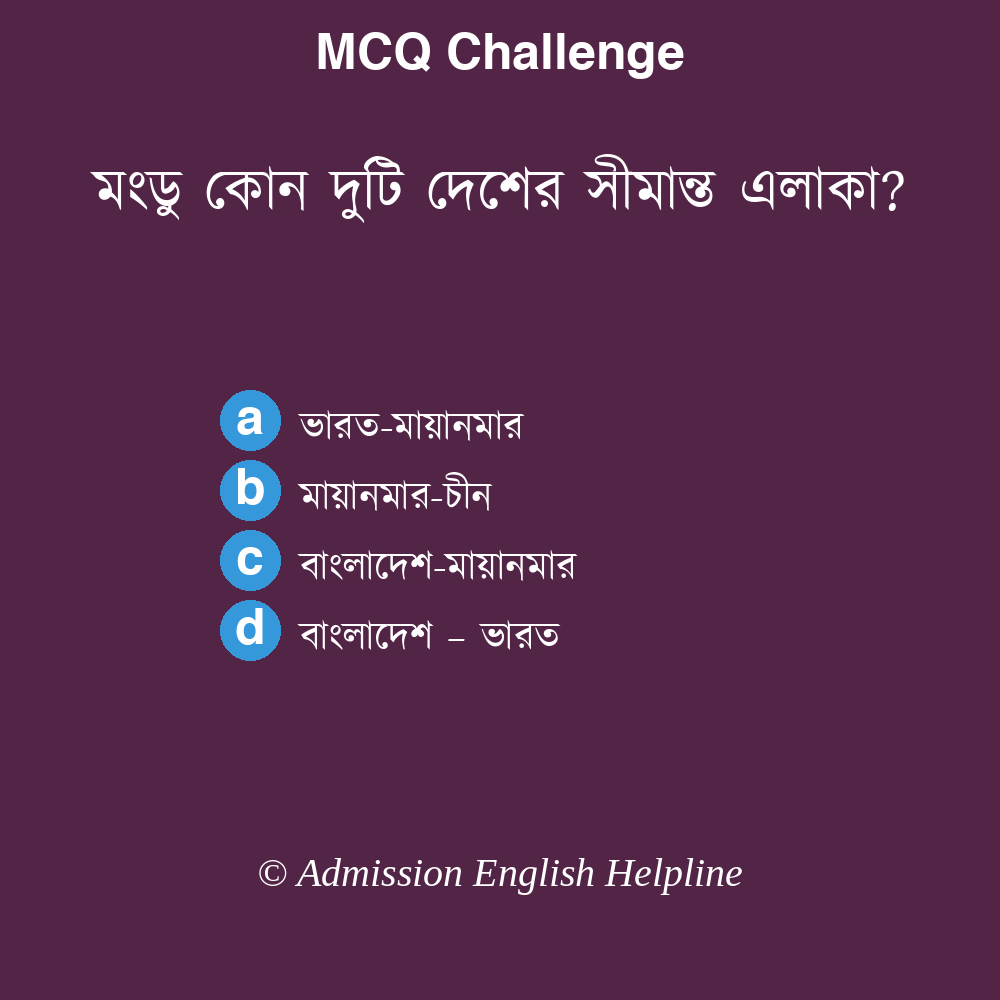 MCQ Challenge
মংডু কোন দুটি দেশের সীমান্ত এলাকা?
a ভারত-মায়ানমার
b মায়ানমার-চীন
c বাংলাদেশ-মায়ানমার
d বাংলাদেশ – ভারত
© Admission English Helpline